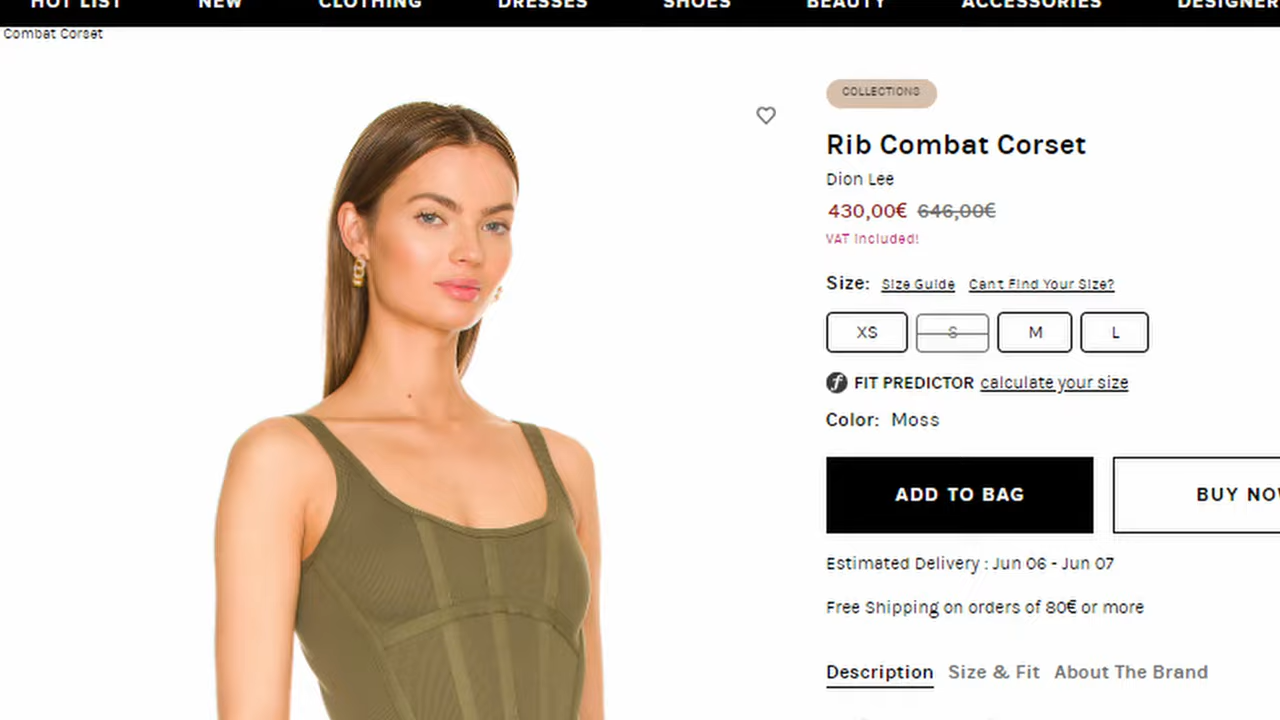 HOT LIST NEW CLOTHING DRESSES SHOES BEAUTY ACCESSORIES DESIGNER
Combat Corset
COLLECTIONS
Rib Combat Corset
Dion Lee
430,00€ 646,00€
VAT Included!
Size: Size Guide Can't Find Your Size?
XS S M L
f FIT PREDICTOR calculate your size
Color: Moss
ADD TO BAG BUY NOW
Estimated Delivery : Jun 06 - Jun 07
Free Shipping on orders of 80€ or more
Description Size & Fit About The Brand